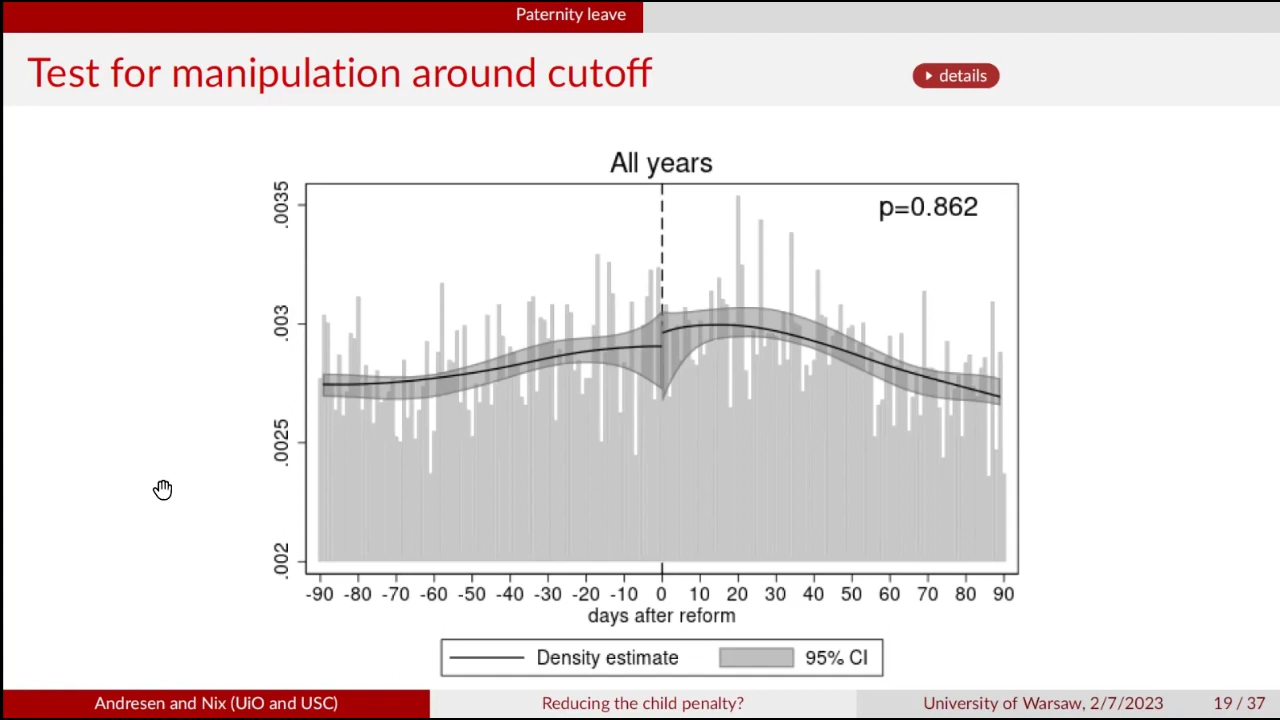 Paternity leave
Test for manipulation around cutoff
details
All years
p=0.862
.0035
.003
.0025
.002
-90 -80 -70 -60 -50 -40 -30 -20 -10 0 10 20 30 40 50 60 70 80 90
days after reform
Density estimate 95% CI
Andresen and Nix (UiO and USC) Reducing the child penalty? University of Warsaw, 2/7/2023 19 / 37